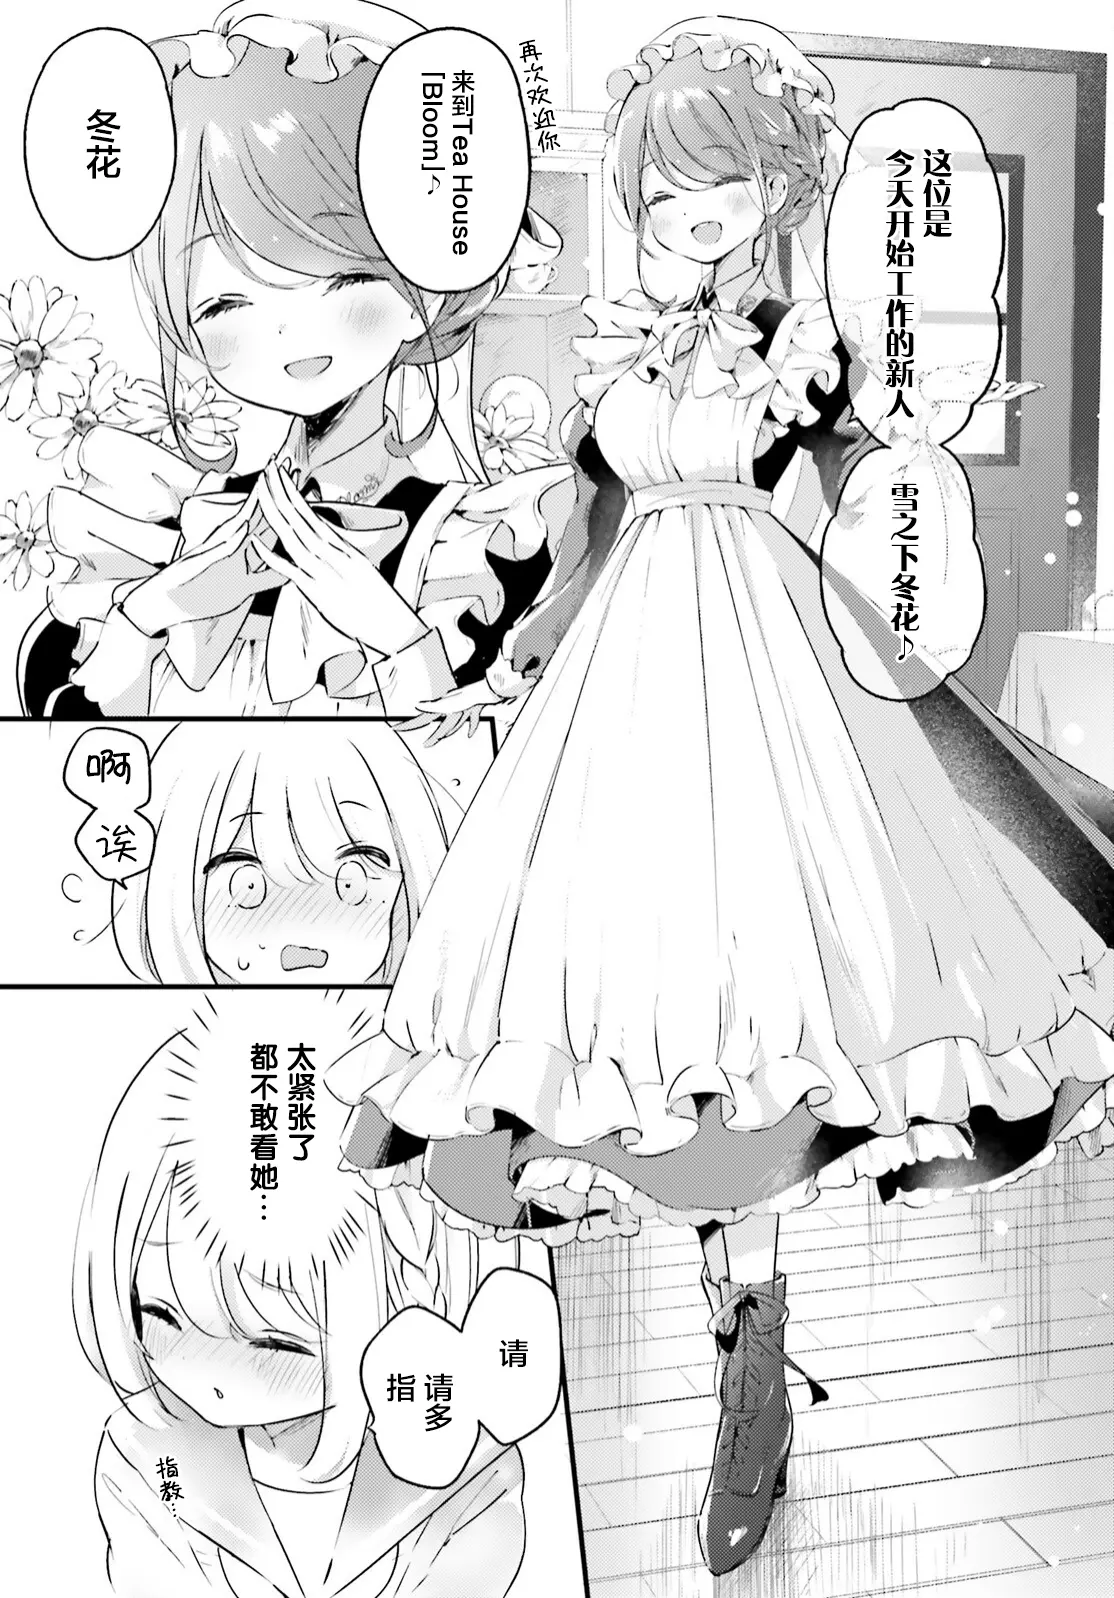 这位是
今天开始工作的新人
雪之下冬花♪
再次欢迎你
来到Tea House
「Bloom」♪
冬花
啊
诶
太紧张了
都不敢看她…
请
请多
指
指教…